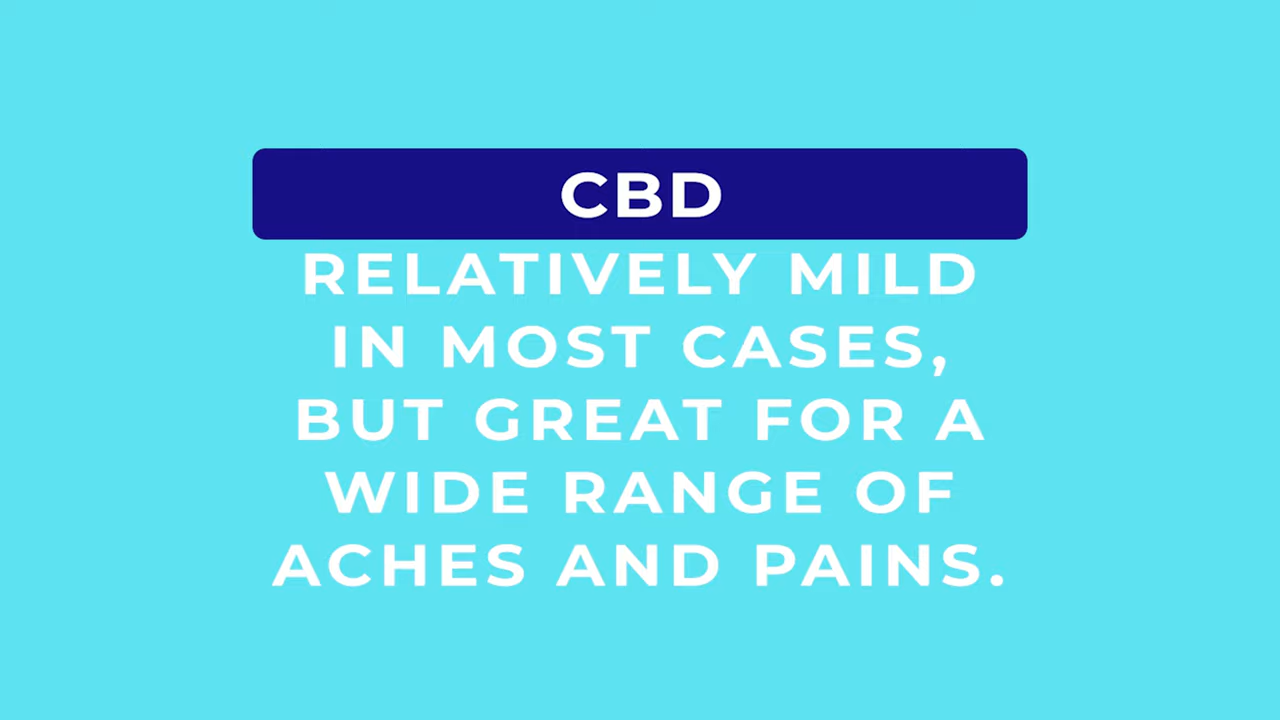 CBD
RELATIVELY MILD
IN MOST CASES,
BUT GREAT FOR A
WIDE RANGE OF
ACHES AND PAINS.